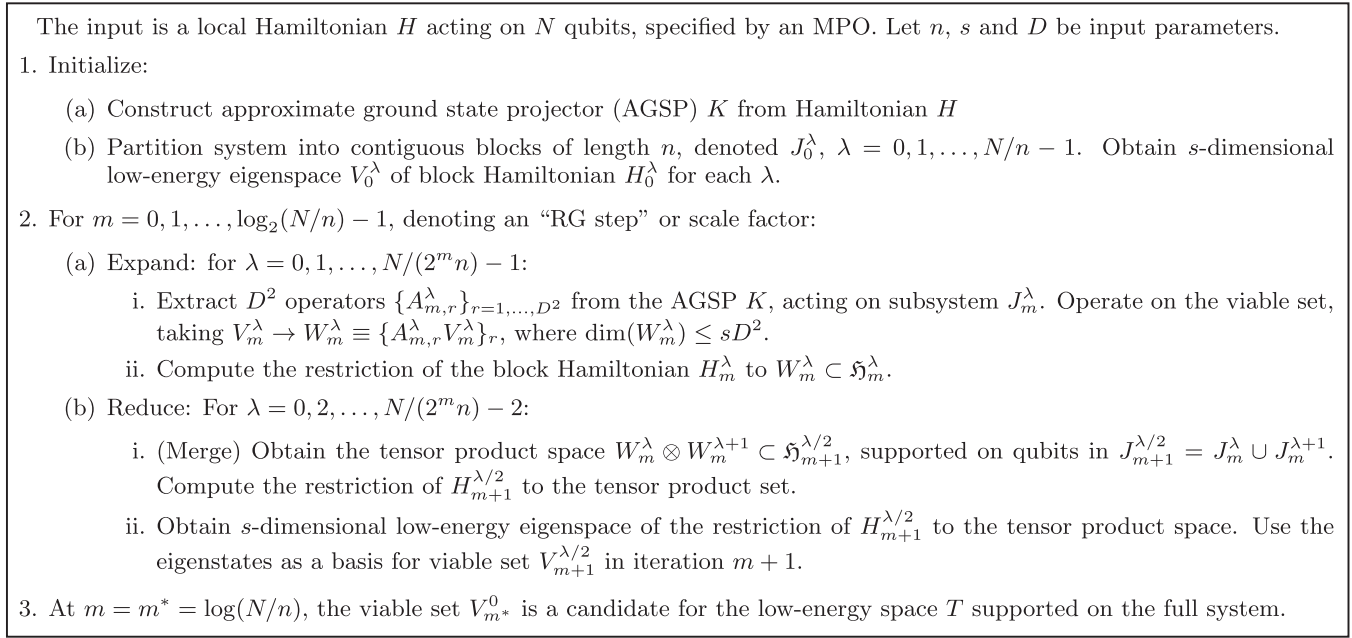 The input is a local Hamiltonian H acting on N qubits, specified by an MPO. Let n, s and D be input parameters.
1. Initialize:
(a) Construct approximate ground state projector (AGSP) K from Hamiltonian H
(b) Partition system into contiguous blocks of length n, denoted J_0^λ, λ = 0, 1, . . . , N/n − 1. Obtain s-dimensional
low-energy eigenspace V_0^λ of block Hamiltonian H_0^λ for each λ.
2. For m = 0, 1, . . . , log_2(N/n) − 1, denoting an “RG step” or scale factor:
(a) Expand: for λ = 0, 1, . . . , N/(2^m n) − 1:
i. Extract D^2 operators {A_{m,r}^λ}_{r=1,...,D^2} from the AGSP K, acting on subsystem J_m^λ. Operate on the viable set,
taking V_m^λ → W_m^λ ≡ {A_{m,r}^λ V_m^λ}_r, where dim(W_m^λ) ≤ sD^2.
ii. Compute the restriction of the block Hamiltonian H_m^λ to W_m^λ ⊂ ℌ_m^λ.
(b) Reduce: For λ = 0, 2, . . . , N/(2^m n) − 2:
i. (Merge) Obtain the tensor product space W_m^λ ⊗ W_m^{λ+1} ⊂ ℌ_{m+1}^{λ/2}, supported on qubits in J_{m+1}^{λ/2} = J_m^λ ∪ J_m^{λ+1}.
Compute the restriction of H_{m+1}^{λ/2} to the tensor product set.
ii. Obtain s-dimensional low-energy eigenspace of the restriction of H_{m+1}^{λ/2} to the tensor product space. Use the
eigenstates as a basis for viable set V_{m+1}^{λ/2} in iteration m + 1.
3. At m = m^* = log(N/n), the viable set V_{m^*}^0 is a candidate for the low-energy space T supported on the full system.